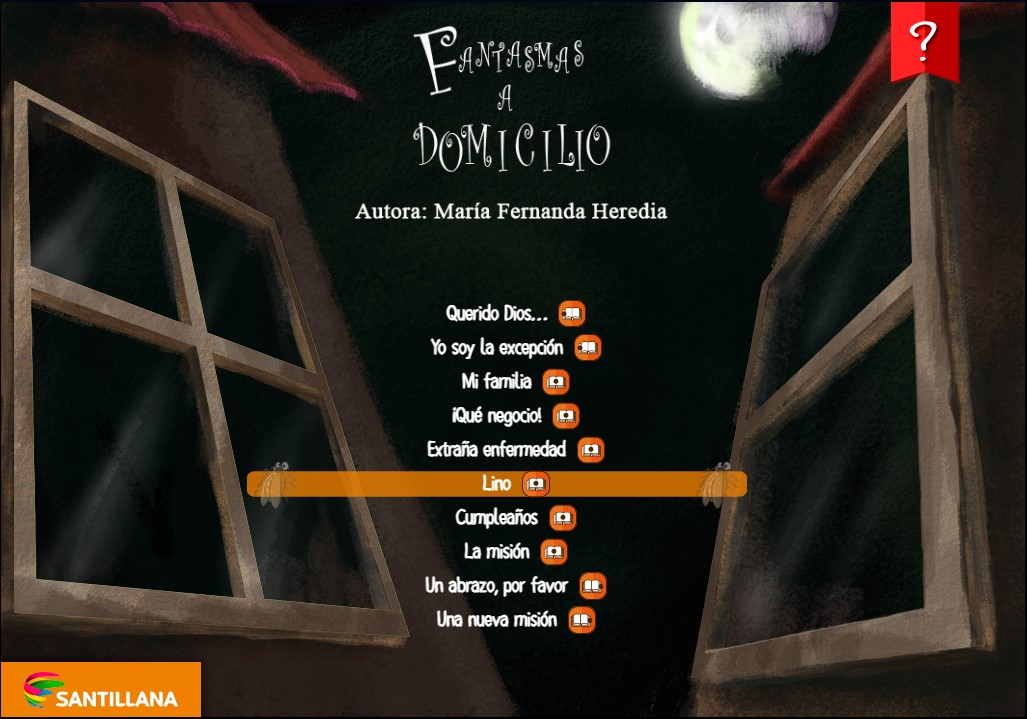 ?
FANTASMAS
A
DOMICILIO
Autora: María Fernanda Heredia
Querido Dios...
Yo soy la excepción
Mi familia
¡Qué negocio!
Extraña enfermedad
Lino
Cumpleaños
La misión
Un abrazo, por favor
Una nueva misión
SANTILLANA